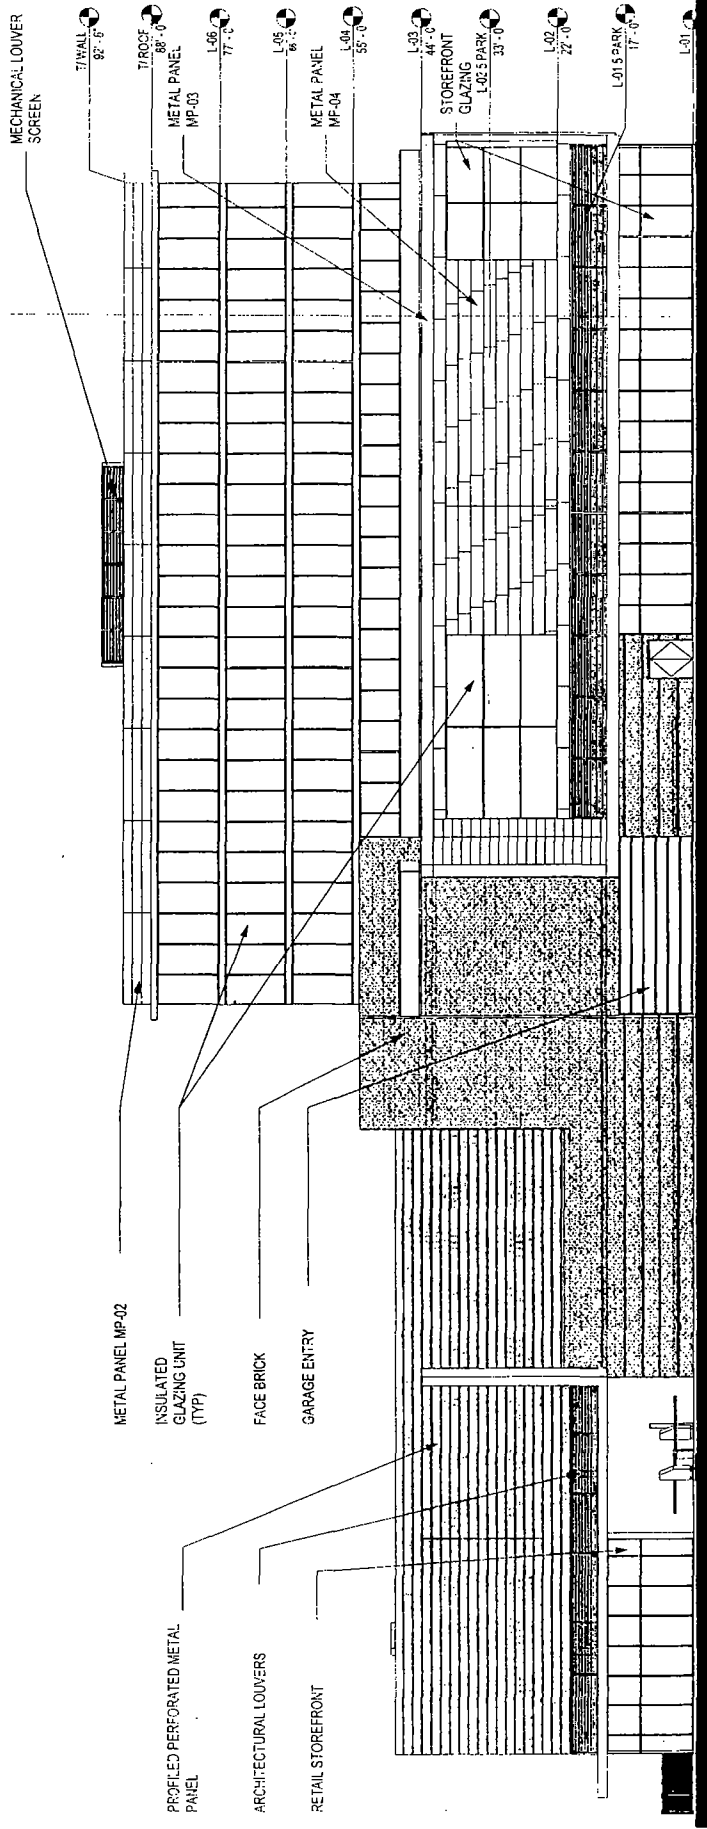 MECHANICAL LOUVER
SCREEN
T/ WALL
92' - 6"
T/ ROOF
88' - 0"
METAL PANEL
MP-03
L-06
77' - 0"
L-05
L-04
55' - 0"
METAL PANEL
MP-04
L-03
44' - 0"
STOREFRONT
GLAZING
L-02.5 PARK
33' - 0"
L-02
22' - 0"
L-01.5 PARK
17' - 0"
L-01
METAL PANEL MP-02
INSULATED
GLAZING UNIT
(TYP)
FACE BRICK
GARAGE ENTRY
PROFILED PERFORATED METAL
PANEL
ARCHITECTURAL LOUVERS
RETAIL STOREFRONT